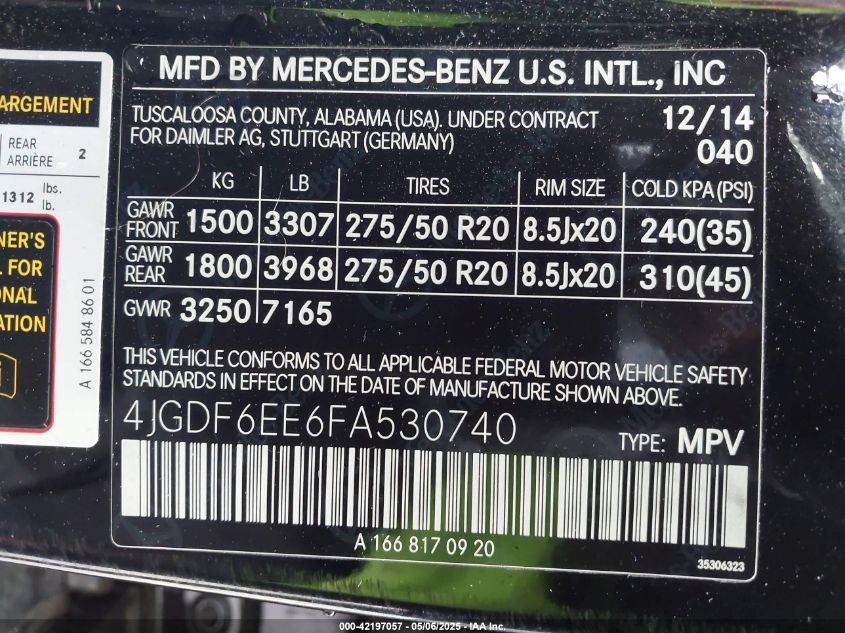 ARGEMENT
REAR
ARRIÈRE 2
1312 lbs.
lb.
NER'S
L FOR
ONAL
ATION
A 166 584 86 01
MFD BY MERCEDES-BENZ U.S. INTL., INC
TUSCALOOSA COUNTY, ALABAMA (USA). UNDER CONTRACT
FOR DAIMLER AG, STUTTGART (GERMANY)
12/14
040
KG LB TIRES RIM SIZE COLD KPA (PSI)
GAWR
FRONT 1500 3307 275/50 R20 8.5Jx20 240(35)
GAWR
REAR 1800 3968 275/50 R20 8.5Jx20 310(45)
GVWR 3250 7165
THIS VEHICLE CONFORMS TO ALL APPLICABLE FEDERAL MOTOR VEHICLE SAFETY
STANDARDS IN EFFECT ON THE DATE OF MANUFACTURE SHOWN ABOVE.
4JGDF6EE6FA530740
TYPE: MPV
A 166 817 09 20
35306323
000-42197057 - 05/06/2025 - IAA Inc.